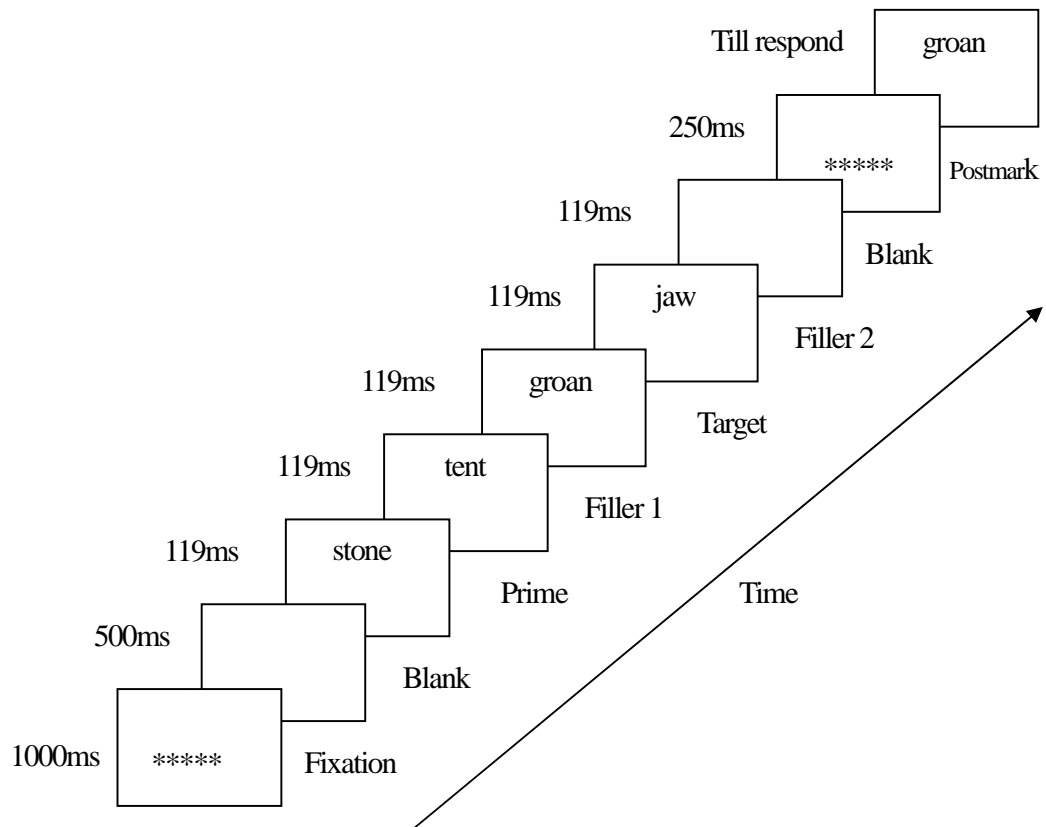 Till respond
groan
250ms
*****
Postmark
119ms
Blank
119ms
jaw
Filler 2
119ms
groan
Target
119ms
tent
Filler 1
119ms
stone
Prime
Time
500ms
Blank
1000ms
*****
Fixation